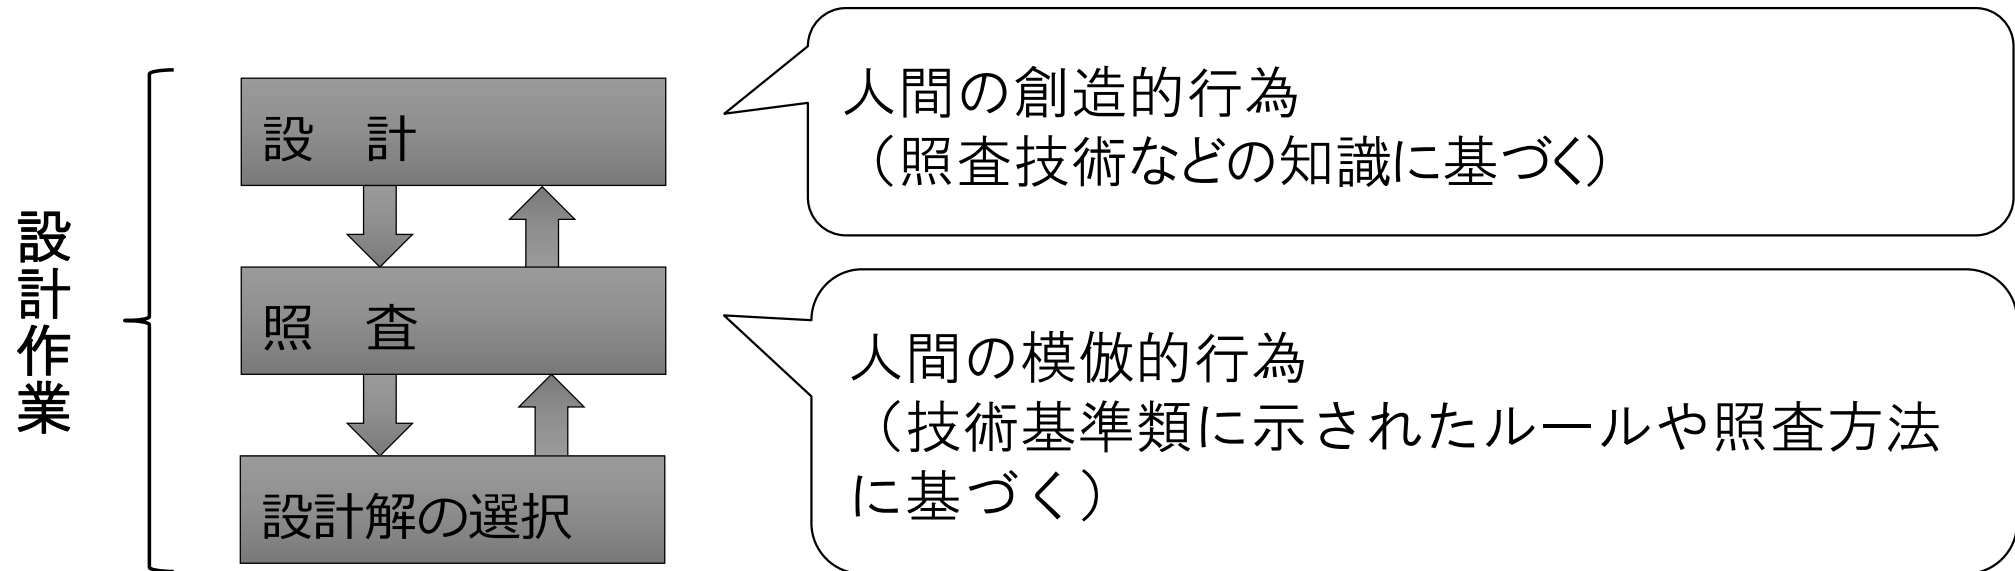 設計作業
設　計
人間の創造的行為
（照査技術などの知識に基づく）
照　査
人間の模倣的行為
（技術基準類に示されたルールや照査方法
に基づく）
設計解の選択